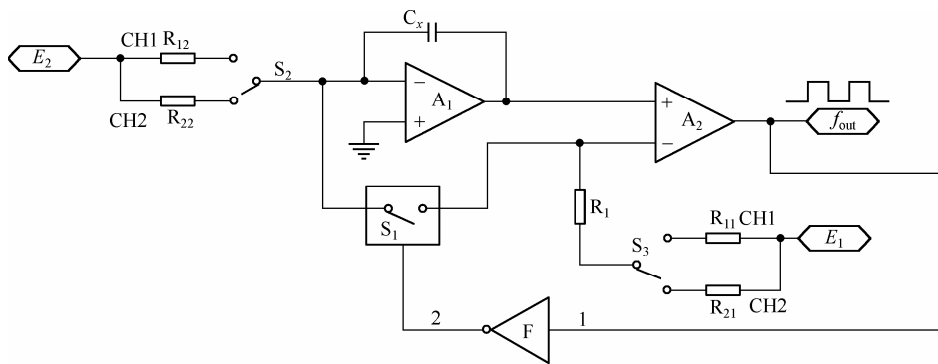 Cₓ
E₂
CH1 R₁₂
S₂
CH2 R₂₂
−
A₁
+
+
A₂
−
f_out
S₁
R₁
R₁₁ CH1
S₃
E₁
R₂₁ CH2
2
F
1